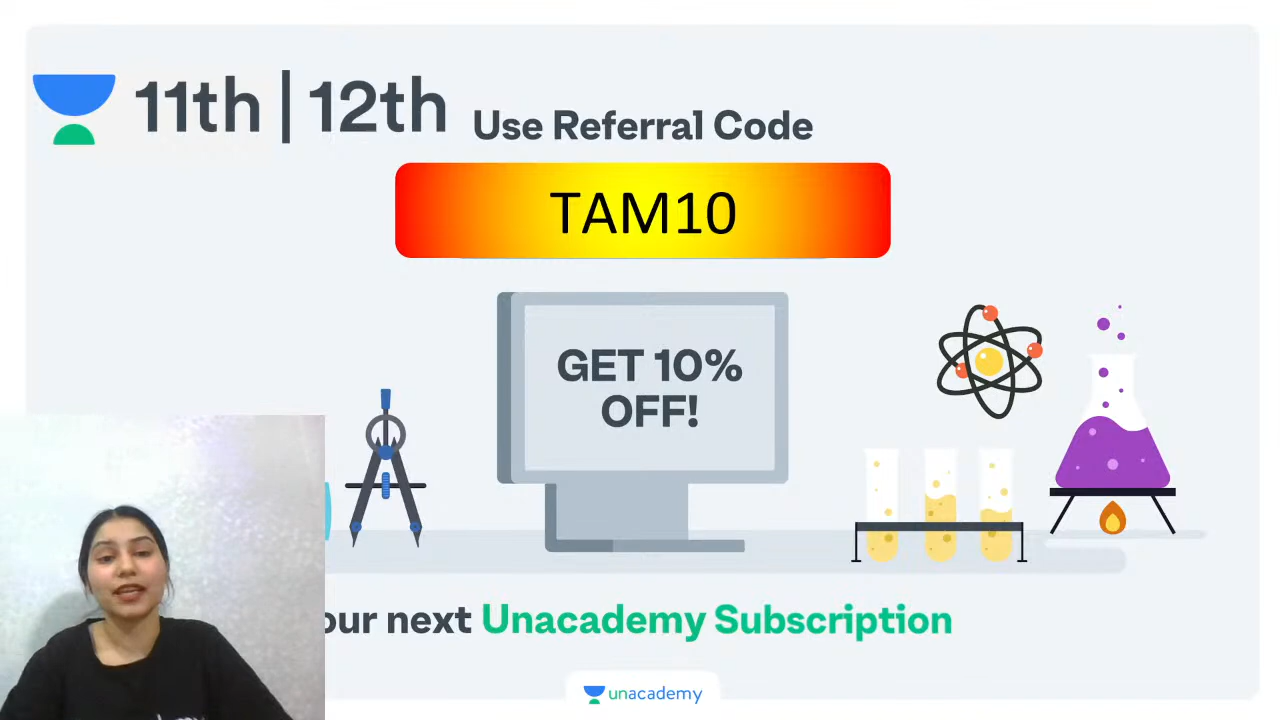 11th | 12th
Use Referral Code
TAM10
GET 10%
OFF!
our next Unacademy Subscription
unacademy